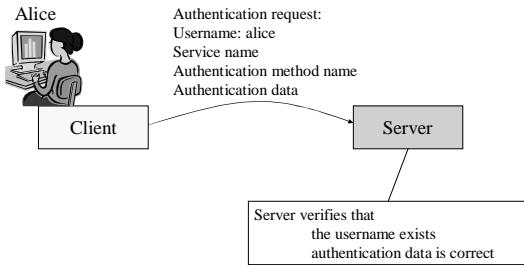 Alice
Authentication request:
Username: alice
Service name
Authentication method name
Authentication data
Client
Server
Server verifies that
the username exists
authentication data is correct